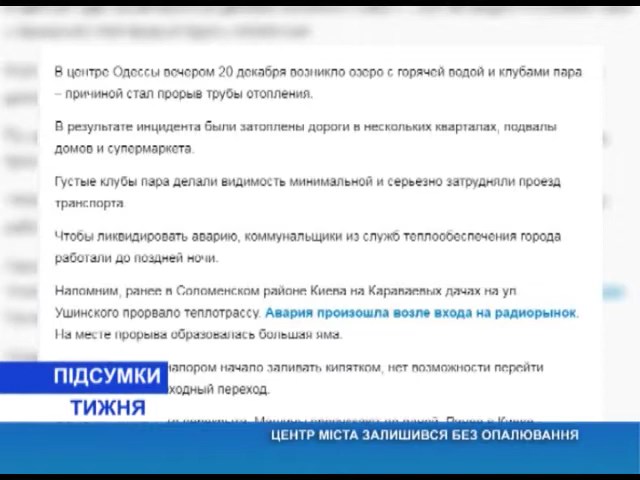 В центре Одессы вечером 20 декабря возникло озеро с горячей водой и клубами пара
– причиной стал прорыв трубы отопления.
В результате инцидента были затоплены дороги в нескольких кварталах, подвалы
домов и супермаркета.
Густые клубы пара делали видимость минимальной и серьезно затрудняли проезд
транспорта
Чтобы ликвидировать аварию, коммунальщики из служб теплообеспечения города
работали до поздней ночи.
Напомним, ранее в Соломенском районе Киева на Караваевых дачах на ул
Ушинского прорвало теплотрассу. Авария произошла возле входа на радиорынок.
На месте прорыва образовалась большая яма.
напором начало заливать кипятком, нет возможности перейти
ходный переход.
ПІДСУМКИ
ТИЖНЯ
ЦЕНТР МІСТА ЗАЛИШИВСЯ БЕЗ ОПАЛЮВАННЯ